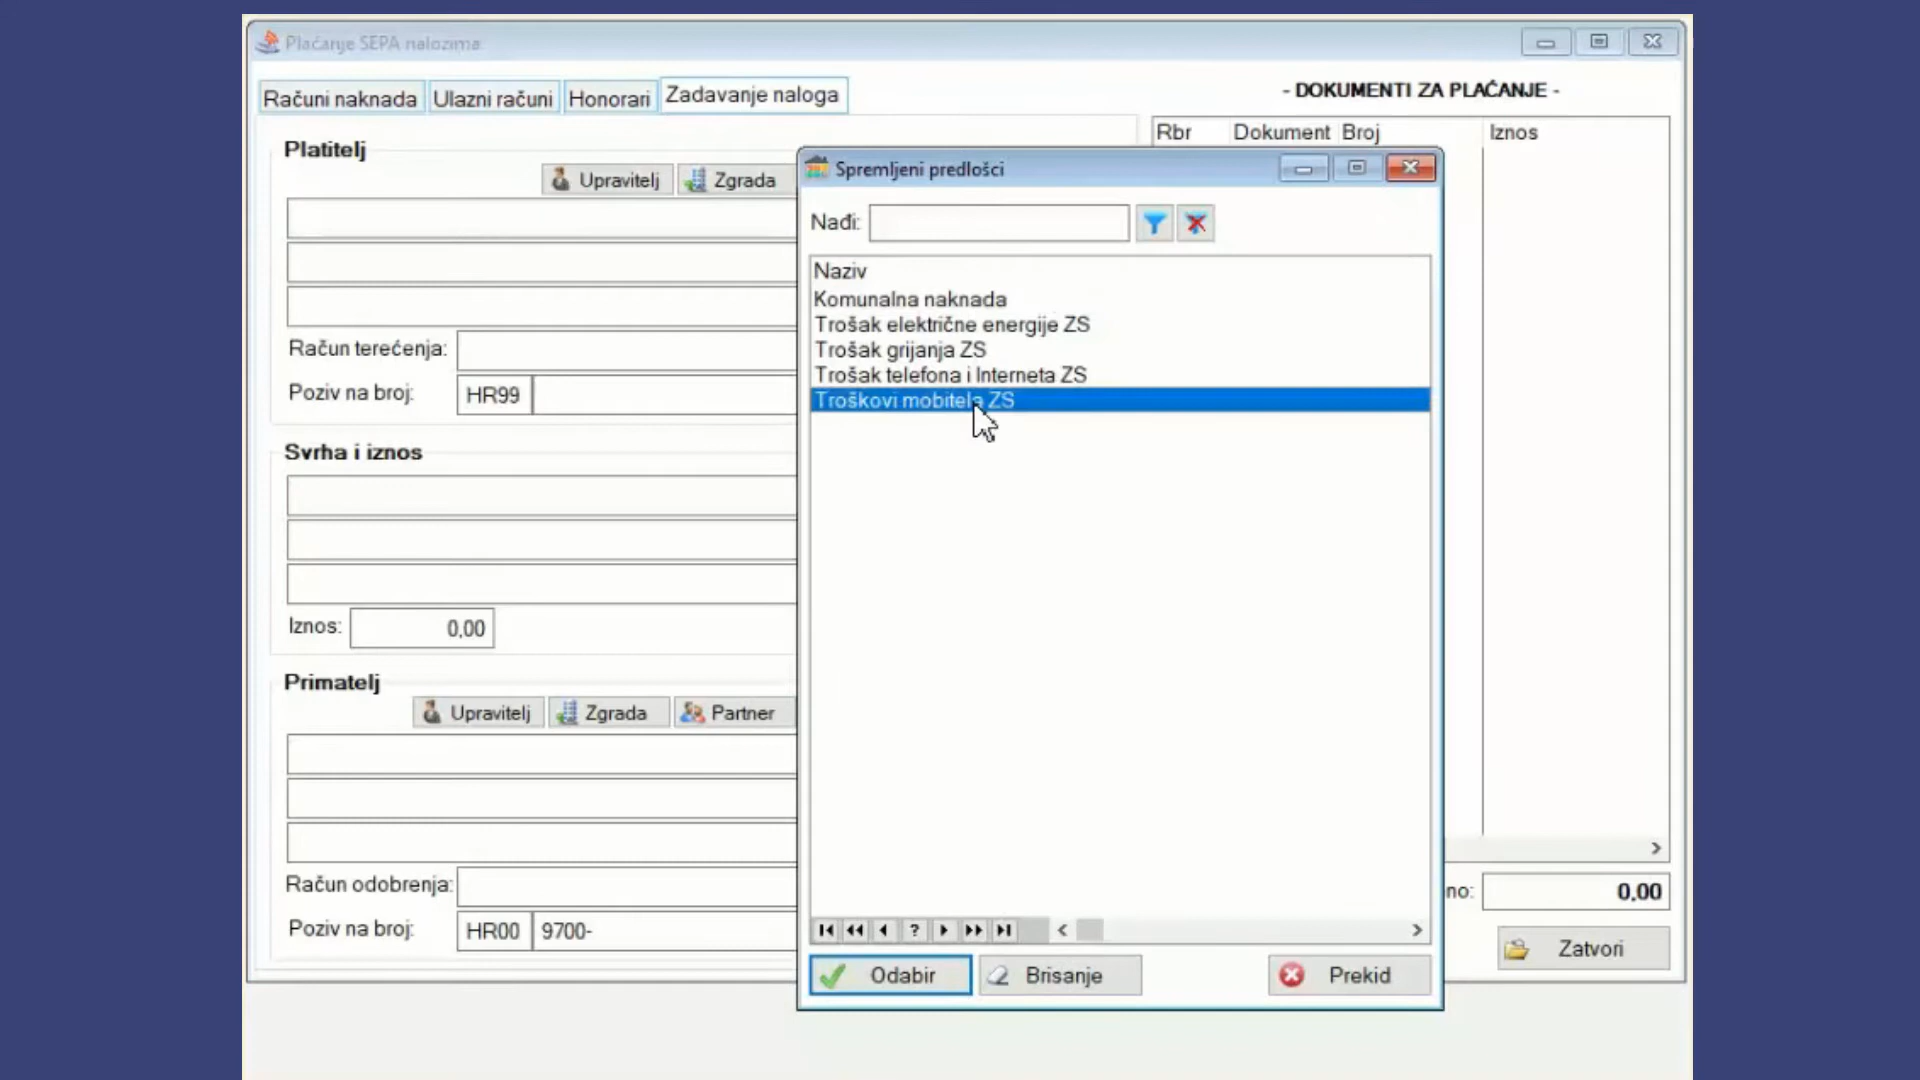 Plaćanje SEPA nalozima
Računi naknada
Ulazni računi
Honorari
Zadavanje naloga
- DOKUMENTI ZA PLAĆANJE -
Platitelj
Upravitelj
Zgrada
Račun terećenja:
Poziv na broj:
HR99
Svrha i iznos
Iznos:
0,00
Primatelj
Upravitelj
Zgrada
Partner
Račun odobrenja:
Poziv na broj:
HR00
9700-
Rbr
Dokument
Broj
Iznos
Spremljeni predlošci
Nađi:
Naziv
Komunalna naknada
Trošak električne energije ZS
Trošak grijanja ZS
Trošak telefona i Interneta ZS
Troškovi mobitela ZS
?
Odabir
Brisanje
Prekid
no:
0,00
Zatvori